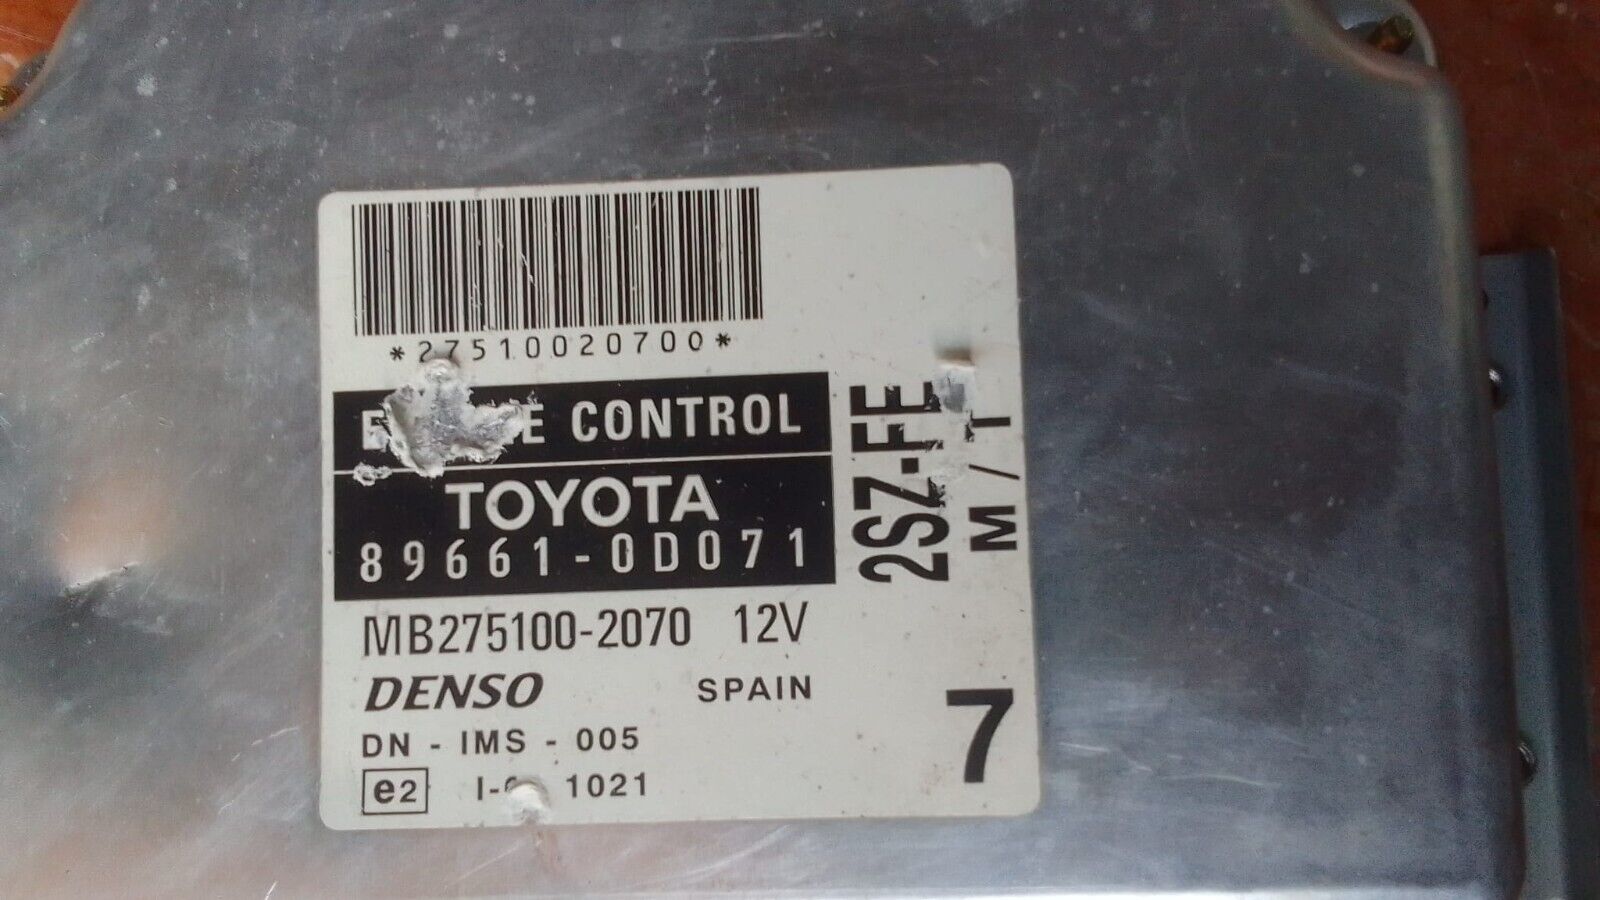 *27510020700*
CONTROL
TOYOTA
89661-0D071
MB275100-2070 12V
DENSO SPAIN
DN - IMS - 005
e2 1021
2SZ-FE
M/T
7